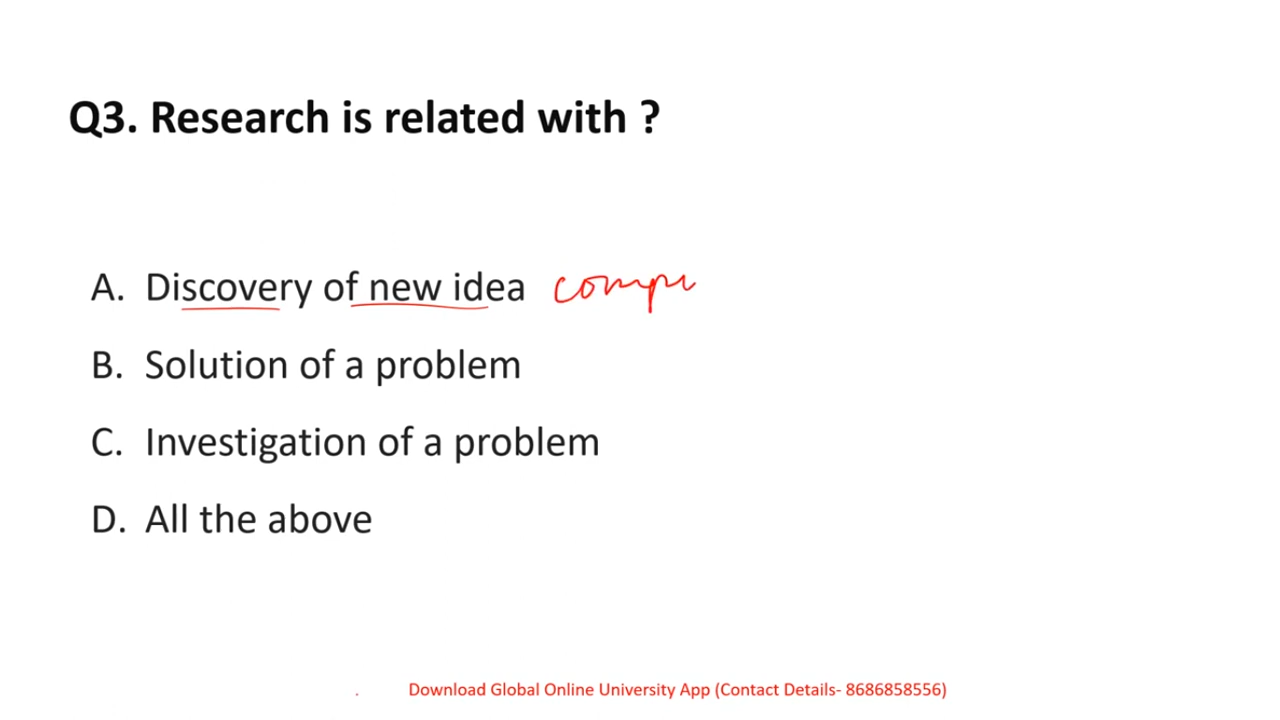 Q3. Research is related with ?
A. Discovery of new idea compu
B. Solution of a problem
C. Investigation of a problem
D. All the above
. Download Global Online University App (Contact Details- 8686858556)